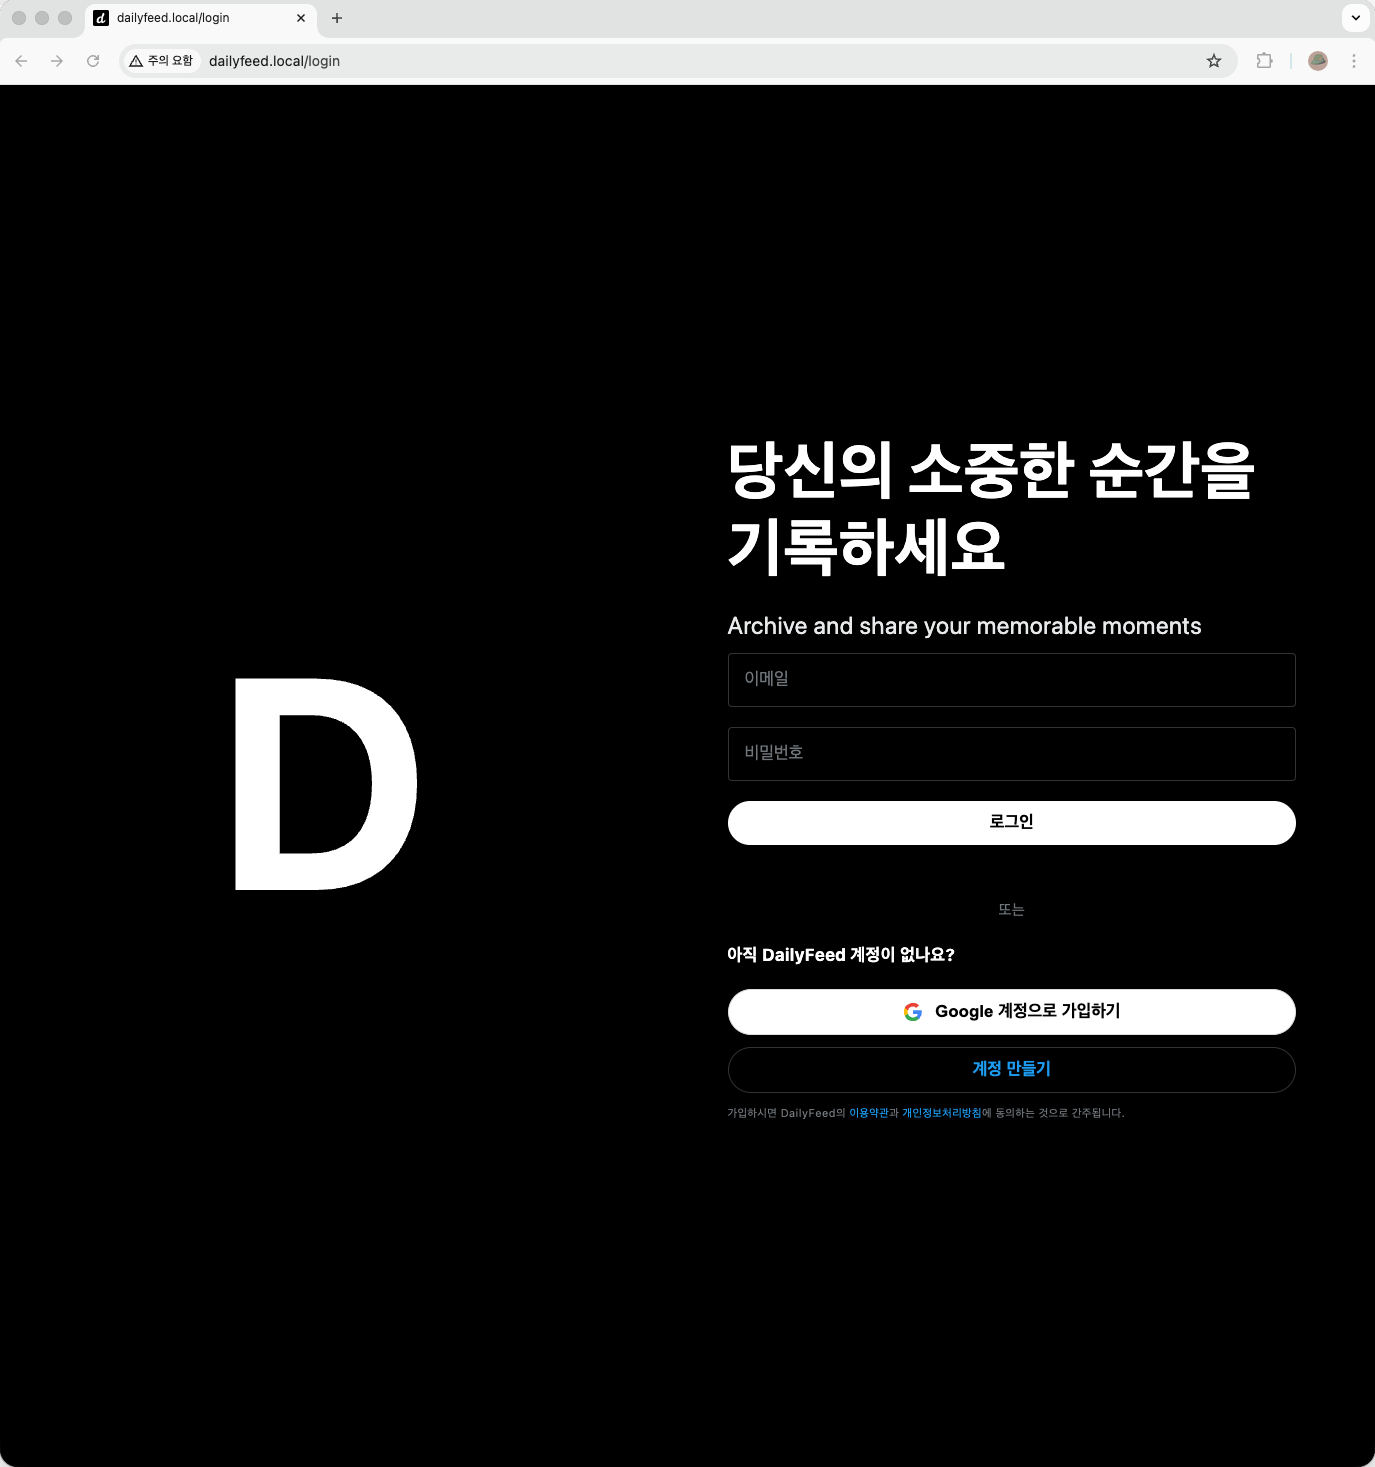 dailyfeed.local/login
주의 요함
dailyfeed.local/login
D
당신의 소중한 순간을
기록하세요
Archive and share your memorable moments
이메일
비밀번호
로그인
또는
아직 DailyFeed 계정이 없나요?
Google 계정으로 가입하기
계정 만들기
가입하시면 DailyFeed의 이용약관과 개인정보처리방침에 동의하는 것으로 간주됩니다.